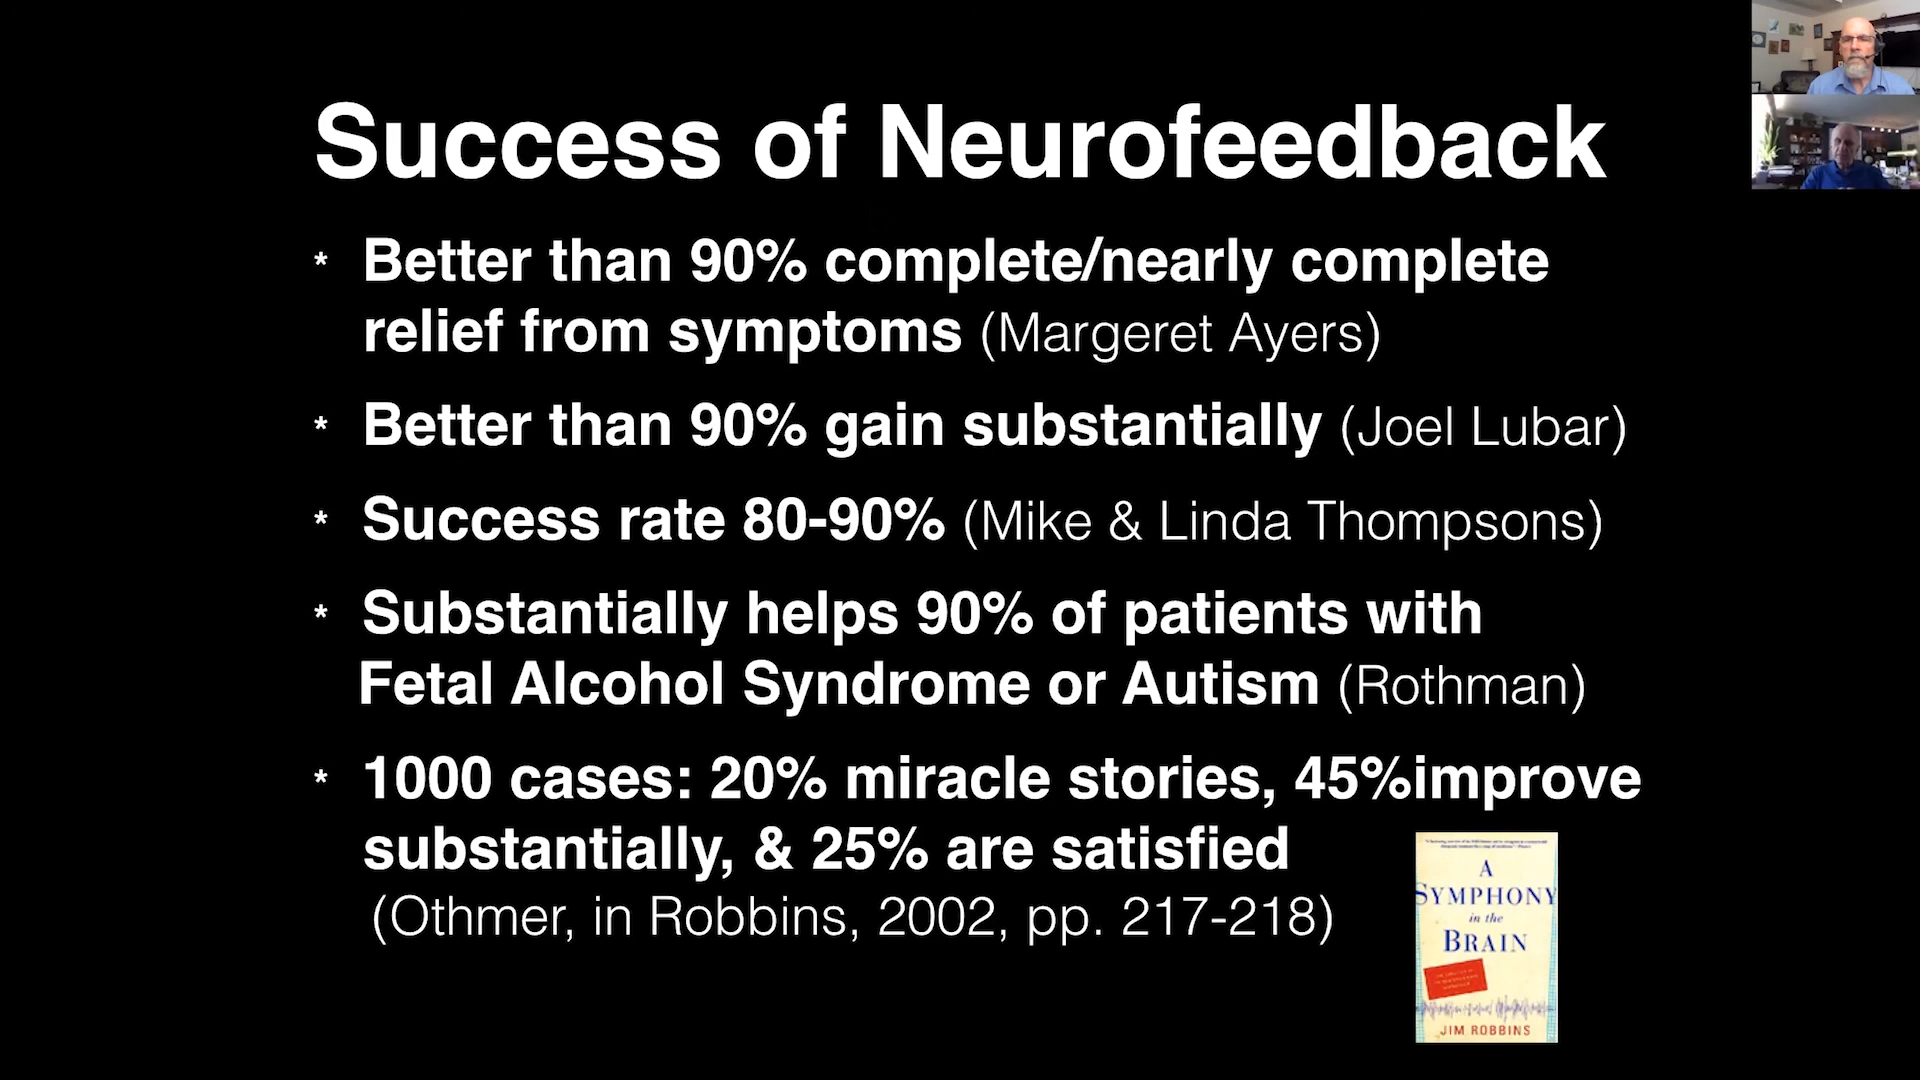 Success of Neurofeedback
* Better than 90% complete/nearly complete
relief from symptoms (Margeret Ayers)
* Better than 90% gain substantially (Joel Lubar)
* Success rate 80-90% (Mike & Linda Thompsons)
* Substantially helps 90% of patients with
Fetal Alcohol Syndrome or Autism (Rothman)
* 1000 cases: 20% miracle stories, 45%improve
substantially, & 25% are satisfied
(Othmer, in Robbins, 2002, pp. 217-218)
A
SYMPHONY
in the
BRAIN
JIM ROBBINS